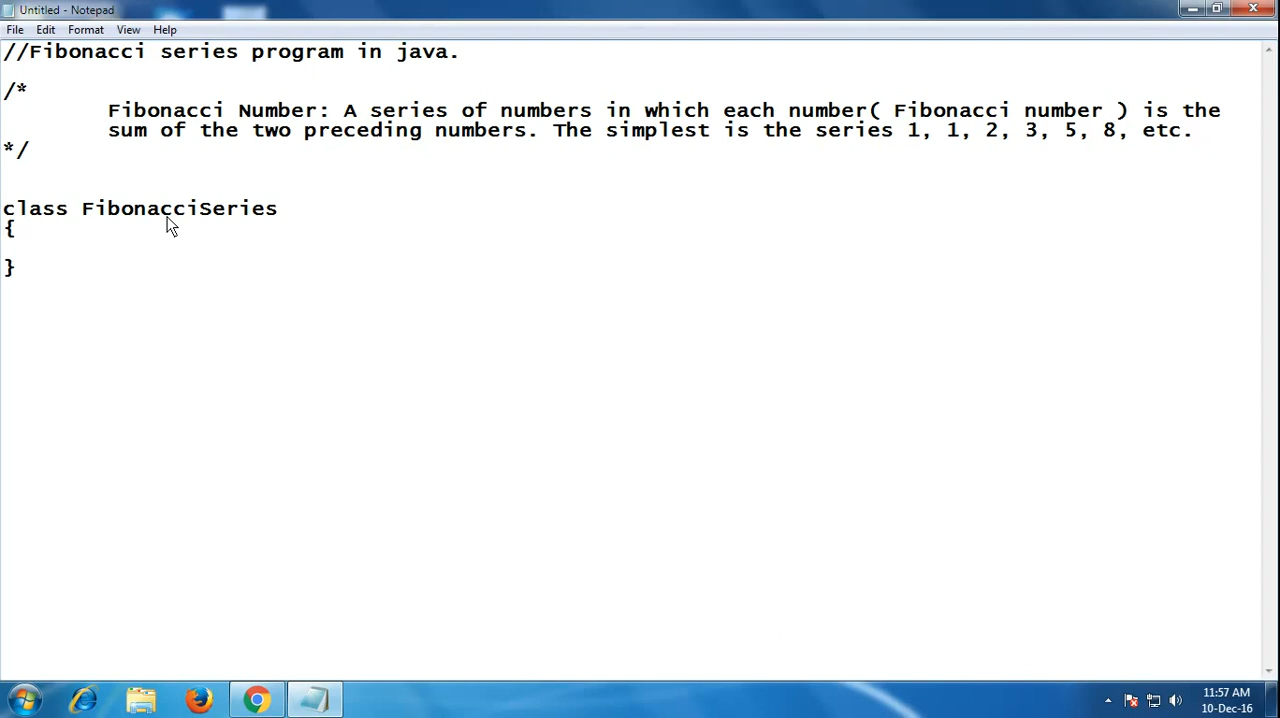 Untitled - Notepad
File Edit Format View Help
//Fibonacci series program in java.
/*
Fibonacci Number: A series of numbers in which each number( Fibonacci number ) is the
sum of the two preceding numbers. The simplest is the series 1, 1, 2, 3, 5, 8, etc.
*/
class FibonacciSeries
{
}
11:57 AM
10-Dec-16